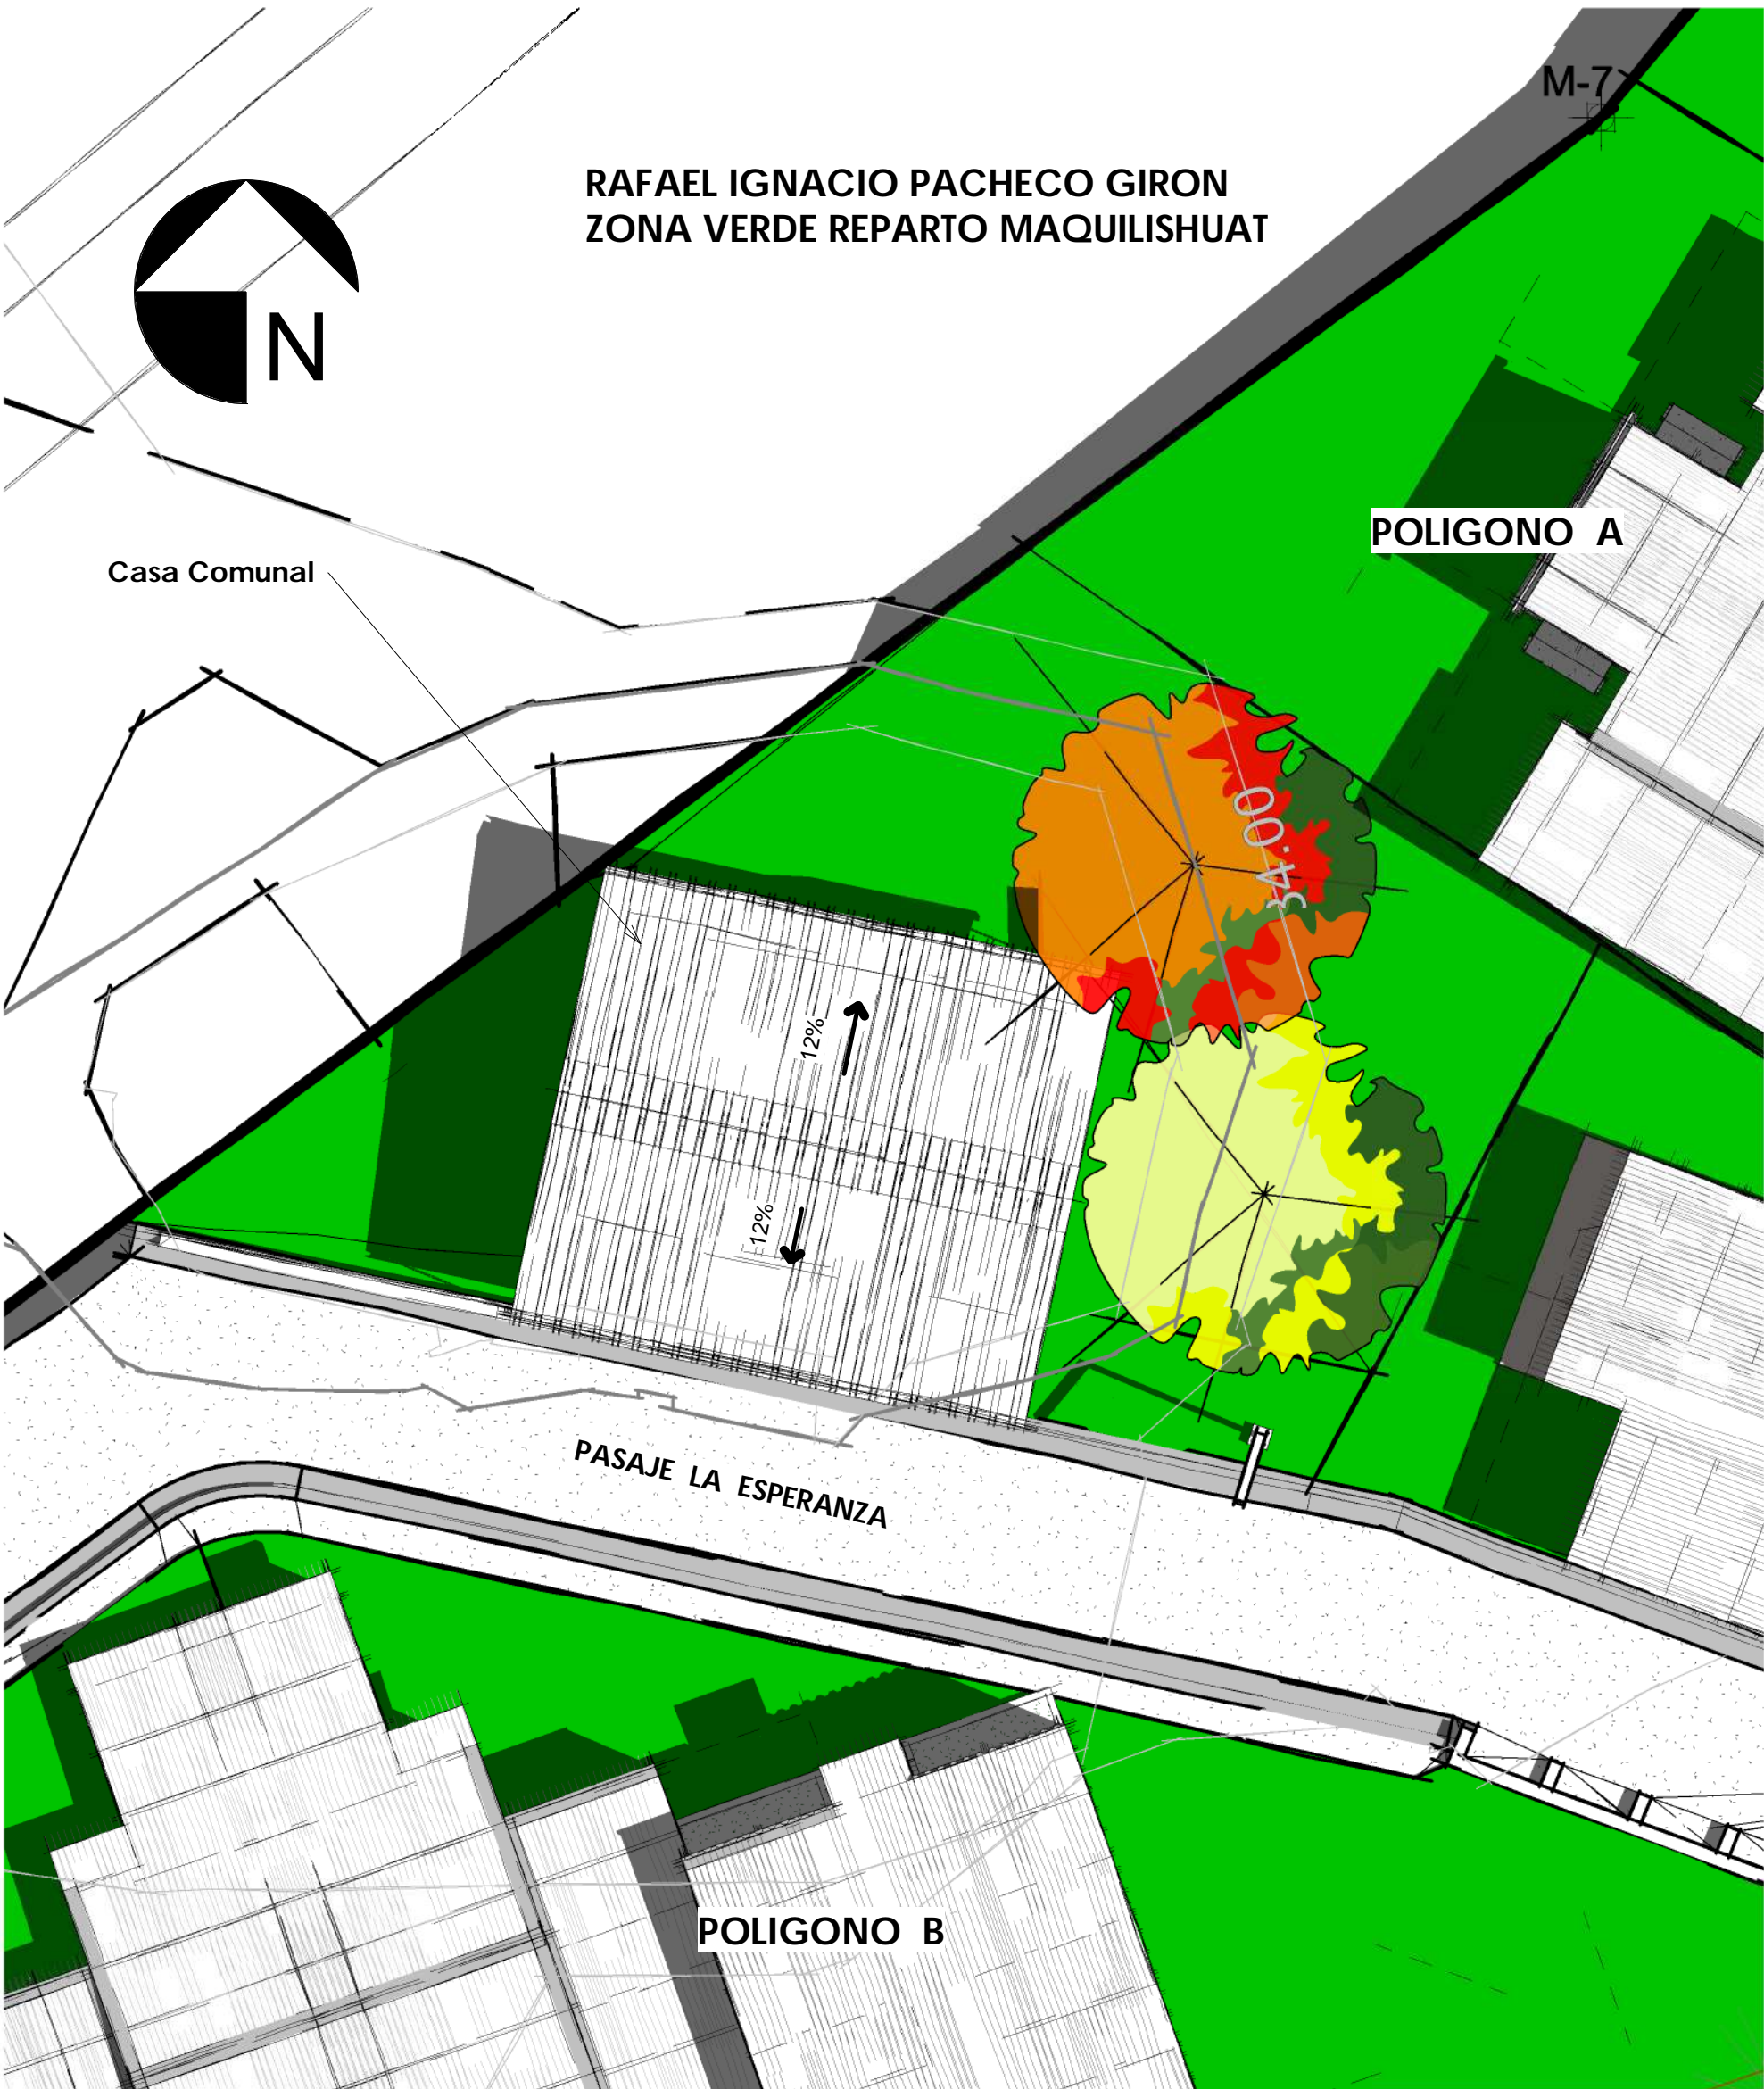 M-7
RAFAEL IGNACIO PACHECO GIRON
ZONA VERDE REPARTO MAQUILISHUAT
N
POLIGONO A
Casa Comunal
34.00
12%
12%
PASAJE LA ESPERANZA
POLIGONO B